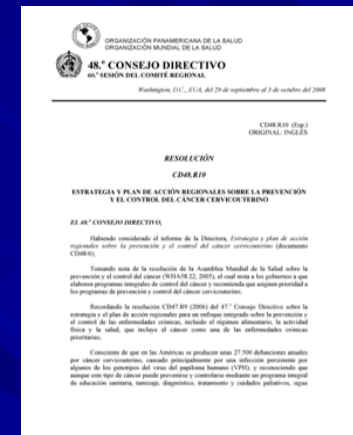 ORGANIZACIÓN PANAMERICANA DE LA SALUD
ORGANIZACIÓN MUNDIAL DE LA SALUD
48.º CONSEJO DIRECTIVO
60.ª SESIÓN DEL COMITÉ REGIONAL
Washington, D.C., EUA, del 29 de septiembre al 3 de octubre del 2008
CD48.R10 (Esp.)
ORIGINAL: INGLÉS
RESOLUCIÓN
CD48.R10
ESTRATEGIA Y PLAN DE ACCIÓN REGIONALES SOBRE LA PREVENCIÓN
Y EL CONTROL DEL CÁNCER CERVICOUTERINO
EL 48.º CONSEJO DIRECTIVO,
Habiendo considerado el informe de la Directora, Estrategia y plan de acción
regionales sobre la prevención y el control del cáncer cervicouterino (documento
CD48/6);
Tomando nota de la resolución de la Asamblea Mundial de la Salud sobre la
prevención y el control del cáncer (WHA58.22, 2005), el cual insta a los gobiernos a que
elaboren programas integrales de control del cáncer y recomienda que asignen prioridad a
los programas de prevención y control del cáncer cervicouterino;
Recordando la resolución CD47.R9 (2006) del 47.º Consejo Directivo sobre la
estrategia y el plan de acción regionales para un enfoque integrado sobre la prevención y
el control de las enfermedades crónicas, incluido el régimen alimentario, la actividad
física y la salud, que incluye el cáncer como una de las enfermedades crónicas
prioritarias;
Consciente de que en las Américas se producen unas 27.500 defunciones anuales
por cáncer cervicouterino, causado principalmente por una infección persistente por
algunos de los genotipos del virus del papiloma humano (VPH), y reconociendo que
aunque este tipo de cáncer puede prevenirse y controlarse mediante un programa integral
de educación sanitaria, tamizaje, diagnóstico, tratamiento y cuidados paliativos, sigue